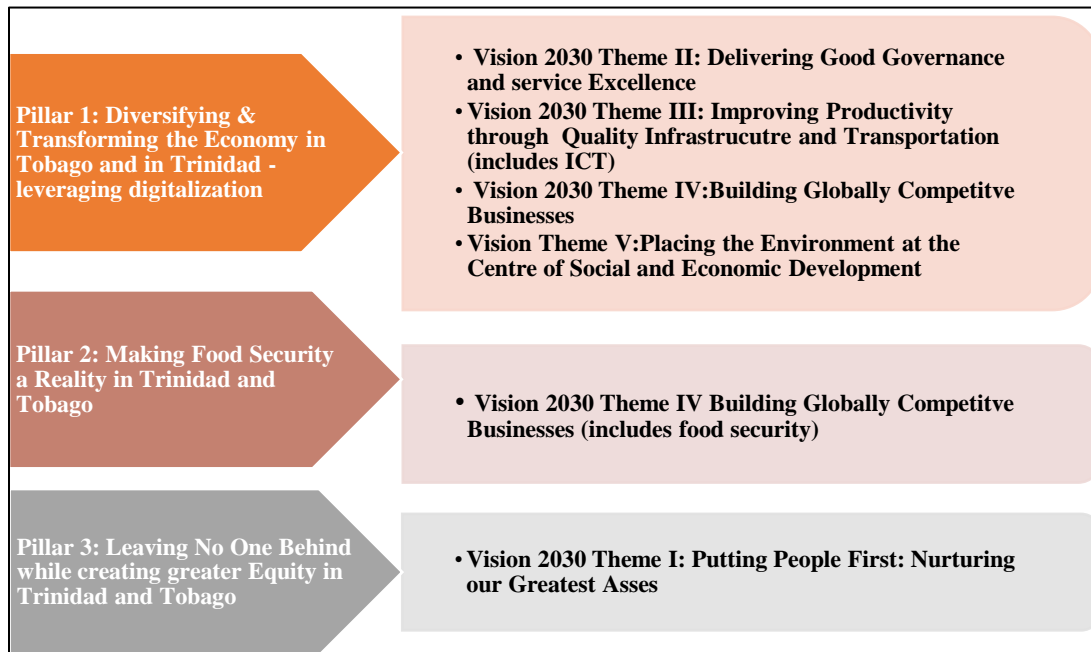 Pillar 1: Diversifying &
Transforming the Economy in
Tobago and in Trinidad -
leveraging digitalization
• Vision 2030 Theme II: Delivering Good Governance
and service Excellence
• Vision 2030 Theme III: Improving Productivity
through Quality Infrastrucutre and Transportation
(includes ICT)
• Vision 2030 Theme IV:Building Globally Competitve
Businesses
• Vision Theme V:Placing the Environment at the
Centre of Social and Economic Development
Pillar 2: Making Food Security
a Reality in Trinidad and
Tobago
• Vision 2030 Theme IV Building Globally Competitve
Businesses (includes food security)
Pillar 3: Leaving No One Behind
while creating greater Equity in
Trinidad and Tobago
• Vision 2030 Theme I: Putting People First: Nurturing
our Greatest Asses